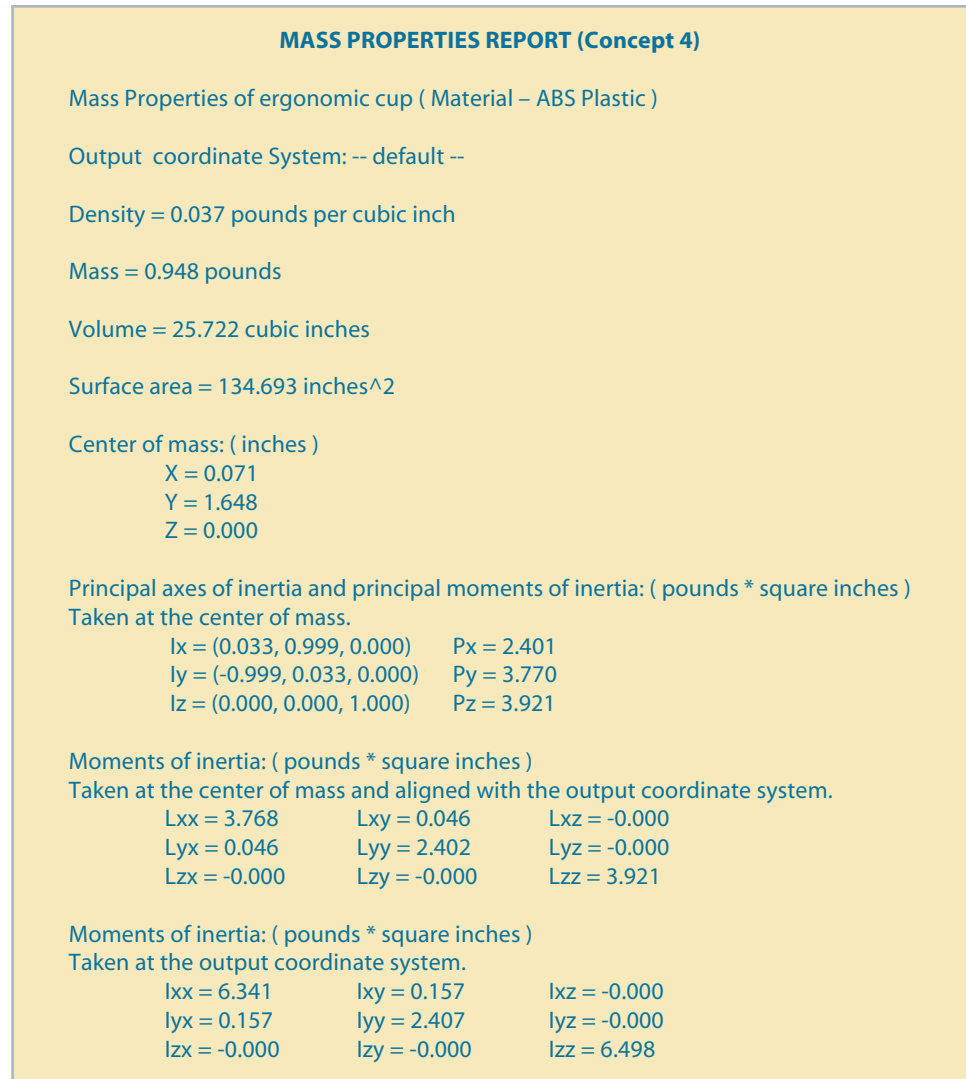 MASS PROPERTIES REPORT (Concept 4)
Mass Properties of ergonomic cup ( Material – ABS Plastic )
Output coordinate System: -- default --
Density = 0.037 pounds per cubic inch
Mass = 0.948 pounds
Volume = 25.722 cubic inches
Surface area = 134.693 inches^2
Center of mass: ( inches )
X = 0.071
Y = 1.648
Z = 0.000
Principal axes of inertia and principal moments of inertia: ( pounds * square inches )
Taken at the center of mass.
Ix = (0.033, 0.999, 0.000) Px = 2.401
Iy = (-0.999, 0.033, 0.000) Py = 3.770
Iz = (0.000, 0.000, 1.000) Pz = 3.921
Moments of inertia: ( pounds * square inches )
Taken at the center of mass and aligned with the output coordinate system.
Lxx = 3.768 Lxy = 0.046 Lxz = -0.000
Lyx = 0.046 Lyy = 2.402 Lyz = -0.000
Lzx = -0.000 Lzy = -0.000 Lzz = 3.921
Moments of inertia: ( pounds * square inches )
Taken at the output coordinate system.
Ixx = 6.341 Ixy = 0.157 Ixz = -0.000
Iyx = 0.157 Iyy = 2.407 Iyz = -0.000
Izx = -0.000 Izy = -0.000 Izz = 6.498